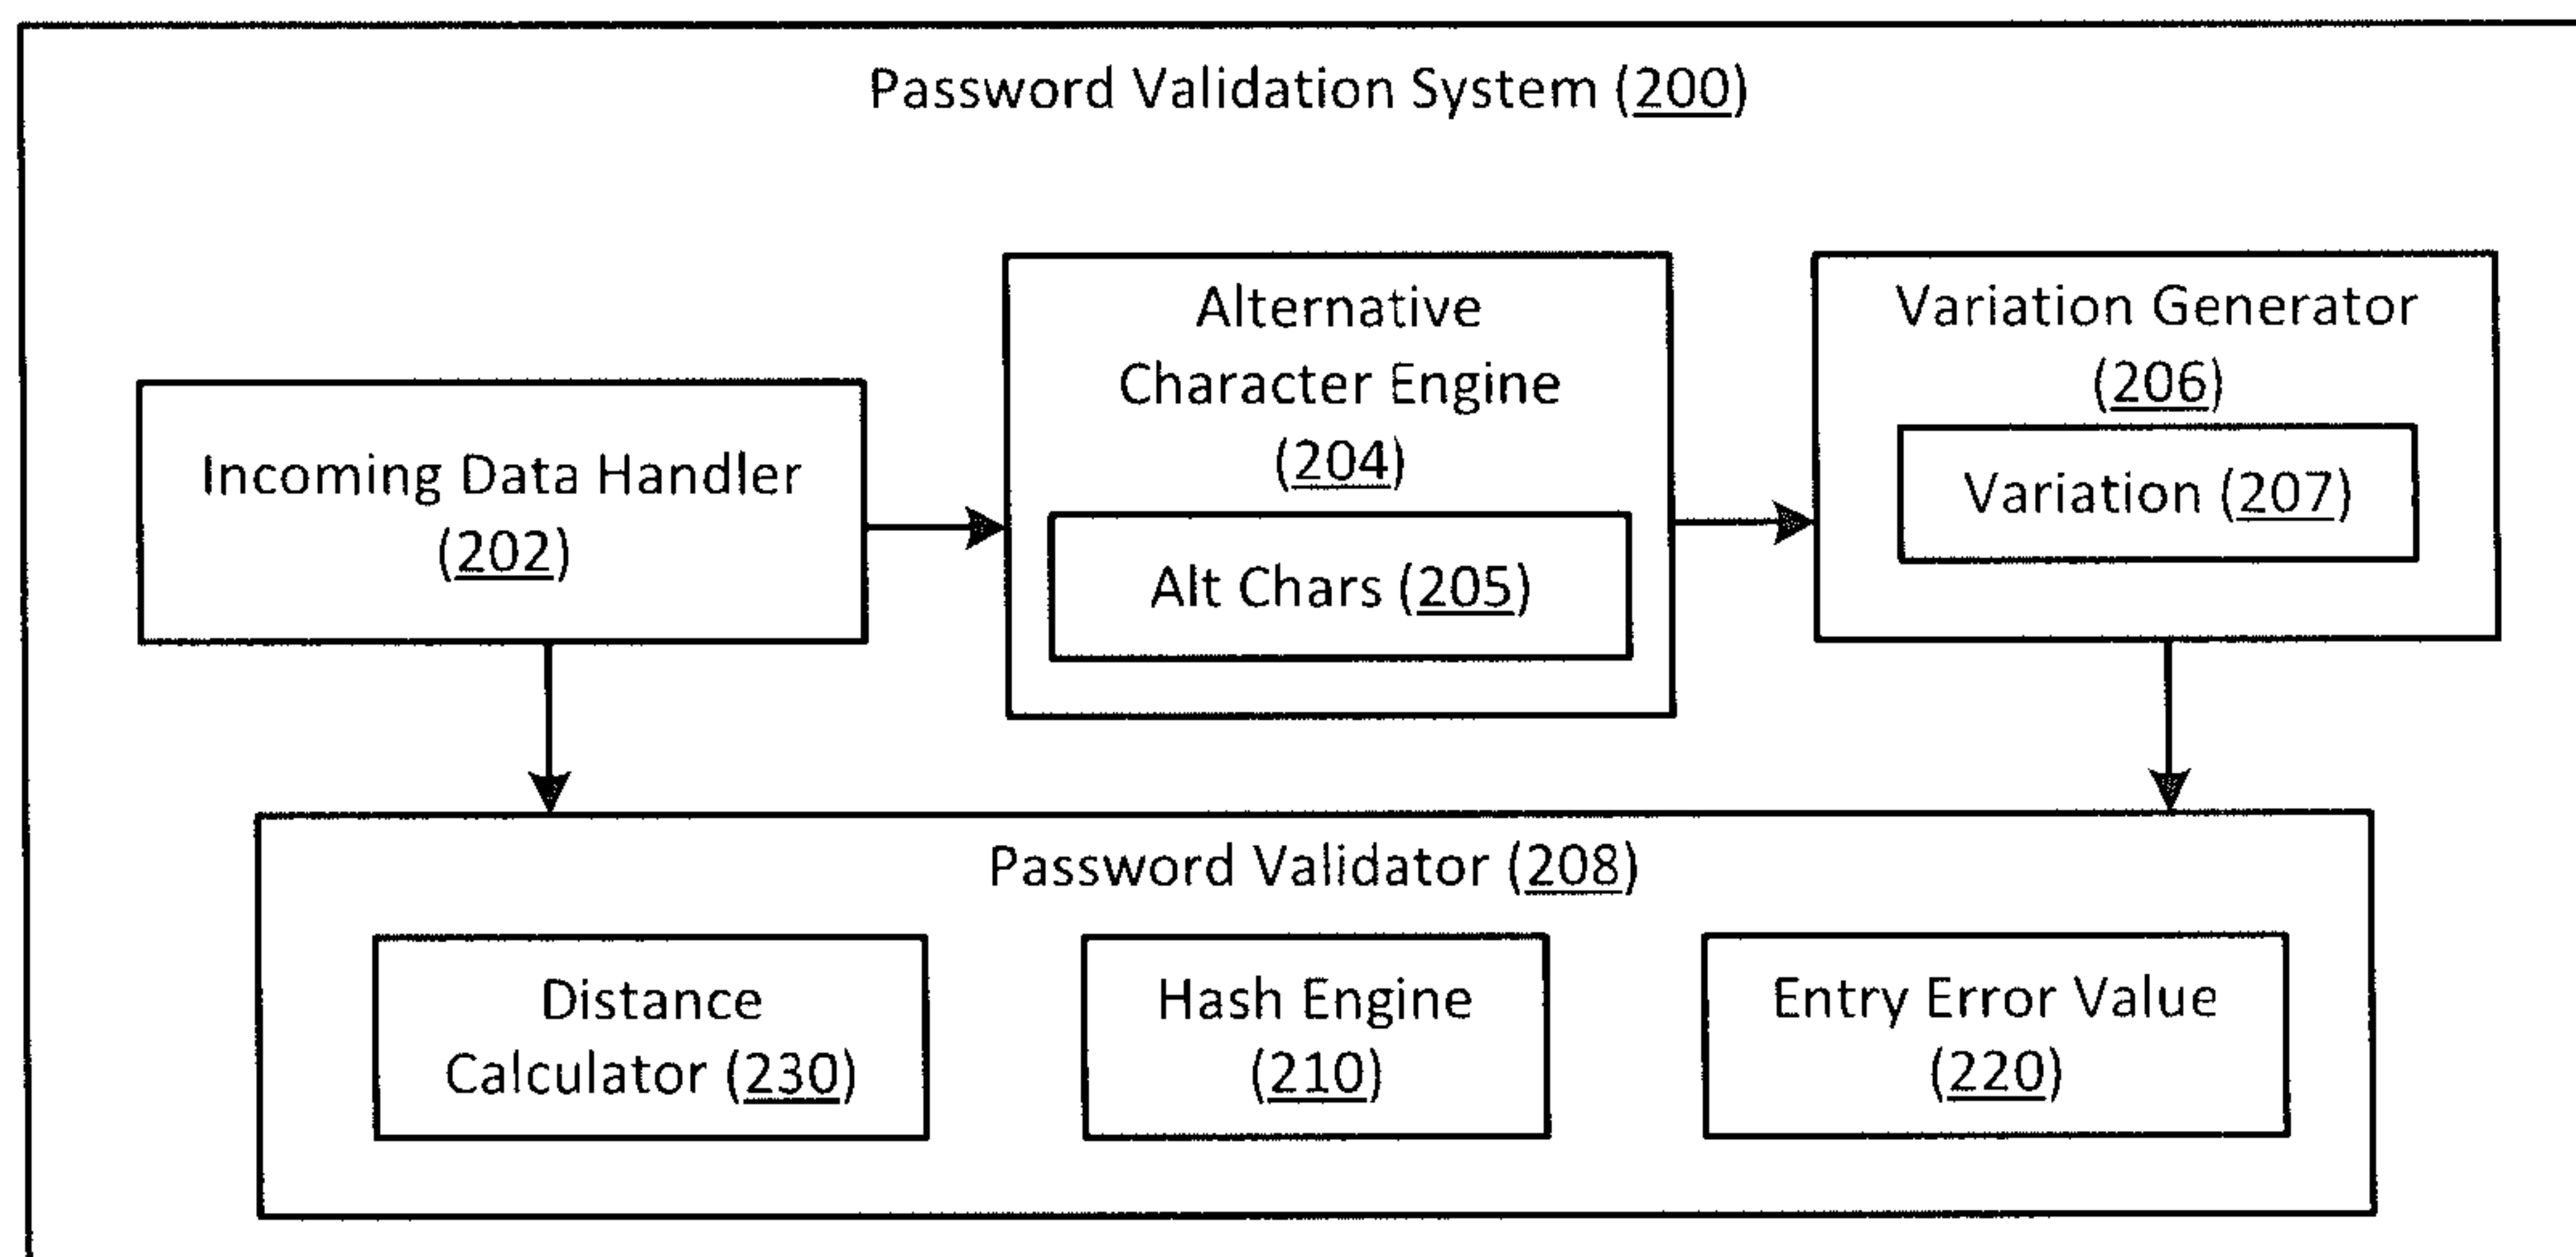 Password Validation System (200)
Incoming Data Handler
(202)
Alternative
Character Engine
(204)
Alt Chars (205)
Variation Generator
(206)
Variation (207)
Password Validator (208)
Distance
Calculator (230)
Hash Engine
(210)
Entry Error Value
(220)